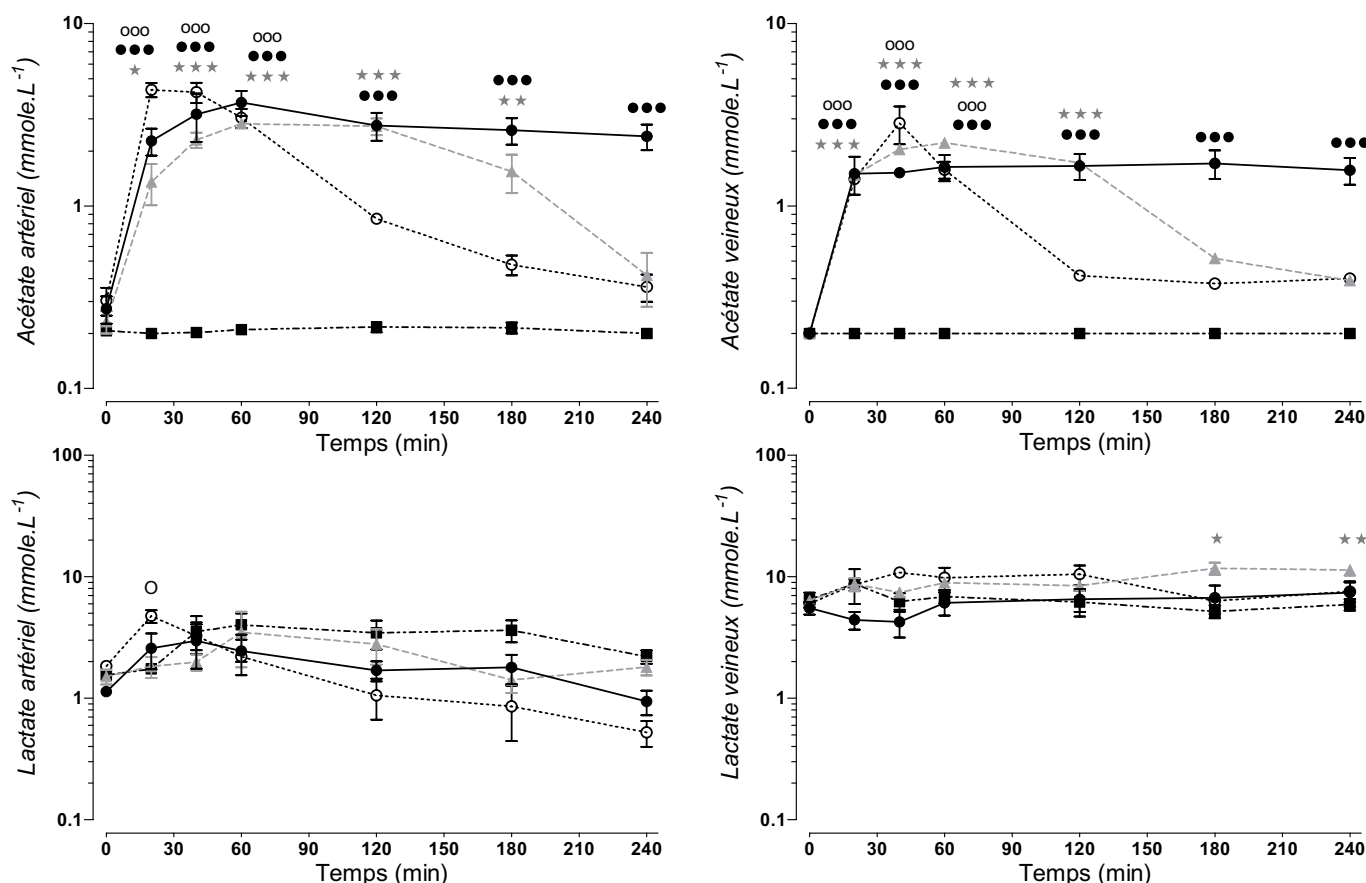 Acétate artériel (mmole.L⁻¹)
10
1
0.1
ooo
ooo
ooo
0 30 60 90 120 150 180 210 240
Temps (min)
Acétate veineux (mmole.L⁻¹)
10
1
0.1
ooo
ooo
ooo
0 30 60 90 120 150 180 210 240
Temps (min)
Lactate artériel (mmole.L⁻¹)
100
10
1
0.1
O
0 30 60 90 120 150 180 210 240
Temps (min)
Lactate veineux (mmole.L⁻¹)
100
10
1
0.1
0 30 60 90 120 150 180 210 240
Temps (min)